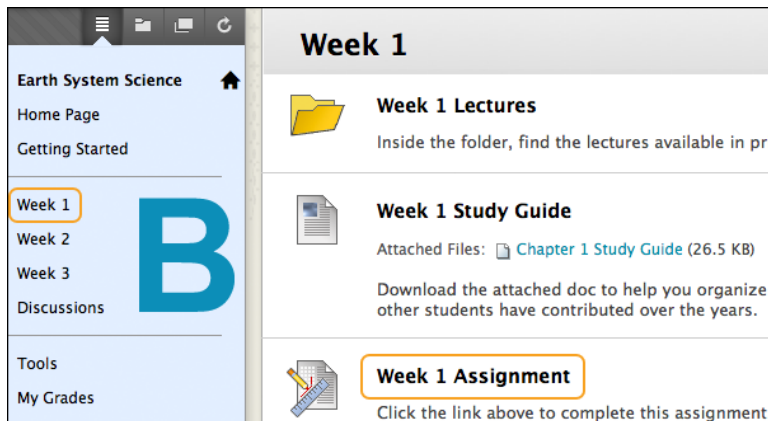 Earth System Science
Home Page
Getting Started
Week 1
Week 2
Week 3
Discussions
Tools
My Grades
B
Week 1
Week 1 Lectures
Inside the folder, find the lectures available in pr
Week 1 Study Guide
Attached Files: Chapter 1 Study Guide (26.5 KB)
Download the attached doc to help you organize
other students have contributed over the years.
Week 1 Assignment
Click the link above to complete this assignment